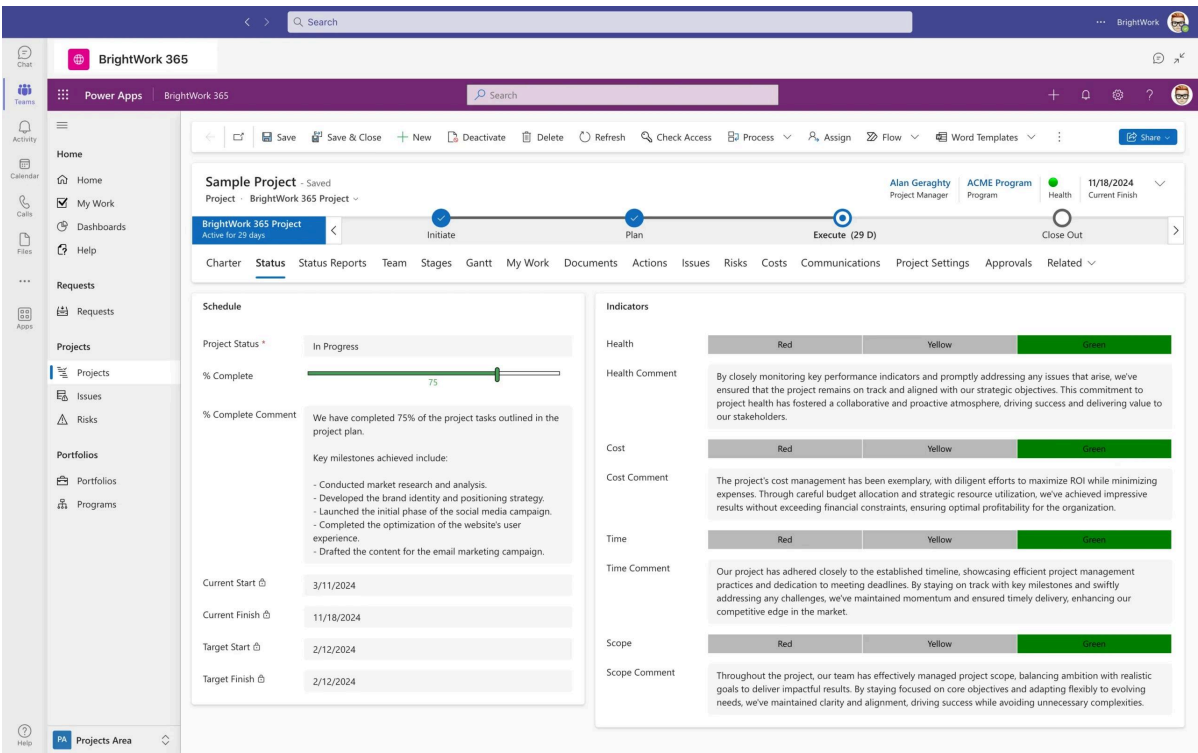 Search
BrightWork
Chat
BrightWork 365
Teams
Power Apps
BrightWork 365
Search
Activity
Calendar
Calls
Files
Apps
Help
Home
Home
My Work
Dashboards
Help
Requests
Requests
Projects
Projects
Issues
Risks
Portfolios
Portfolios
Programs
PA Projects Area
Save
Save & Close
New
Deactivate
Delete
Refresh
Check Access
Process
Assign
Flow
Word Templates
Share
Sample Project - Saved
Project · BrightWork 365 Project
Alan Geraghty
Project Manager
ACME Program
Program
Health
11/18/2024
Current Finish
BrightWork 365 Project
Active for 29 days
Initiate
Plan
Execute (29 D)
Close Out
Charter
Status
Status Reports
Team
Stages
Gantt
My Work
Documents
Actions
Issues
Risks
Costs
Communications
Project Settings
Approvals
Related
Schedule
Project Status *
In Progress
% Complete
75
% Complete Comment
We have completed 75% of the project tasks outlined in the
project plan.
Key milestones achieved include:
- Conducted market research and analysis.
- Developed the brand identity and positioning strategy.
- Launched the initial phase of the social media campaign.
- Completed the optimization of the website's user
experience.
- Drafted the content for the email marketing campaign.
Current Start
3/11/2024
Current Finish
11/18/2024
Target Start
2/12/2024
Target Finish
2/12/2024
Indicators
Health
Red Yellow Green
Health Comment
By closely monitoring key performance indicators and promptly addressing any issues that arise, we've
ensured that the project remains on track and aligned with our strategic objectives. This commitment to
project health has fostered a collaborative and proactive atmosphere, driving success and delivering value to
our stakeholders.
Cost
Red Yellow Green
Cost Comment
The project's cost management has been exemplary, with diligent efforts to maximize ROI while minimizing
expenses. Through careful budget allocation and strategic resource utilization, we've achieved impressive
results without exceeding financial constraints, ensuring optimal profitability for the organization.
Time
Red Yellow Green
Time Comment
Our project has adhered closely to the established timeline, showcasing efficient project management
practices and dedication to meeting deadlines. By staying on track with key milestones and swiftly
addressing any challenges, we've maintained momentum and ensured timely delivery, enhancing our
competitive edge in the market.
Scope
Red Yellow Green
Scope Comment
Throughout the project, our team has effectively managed project scope, balancing ambition with realistic
goals to deliver impactful results. By staying focused on core objectives and adapting flexibly to evolving
needs, we've maintained clarity and alignment, driving success while avoiding unnecessary complexities.